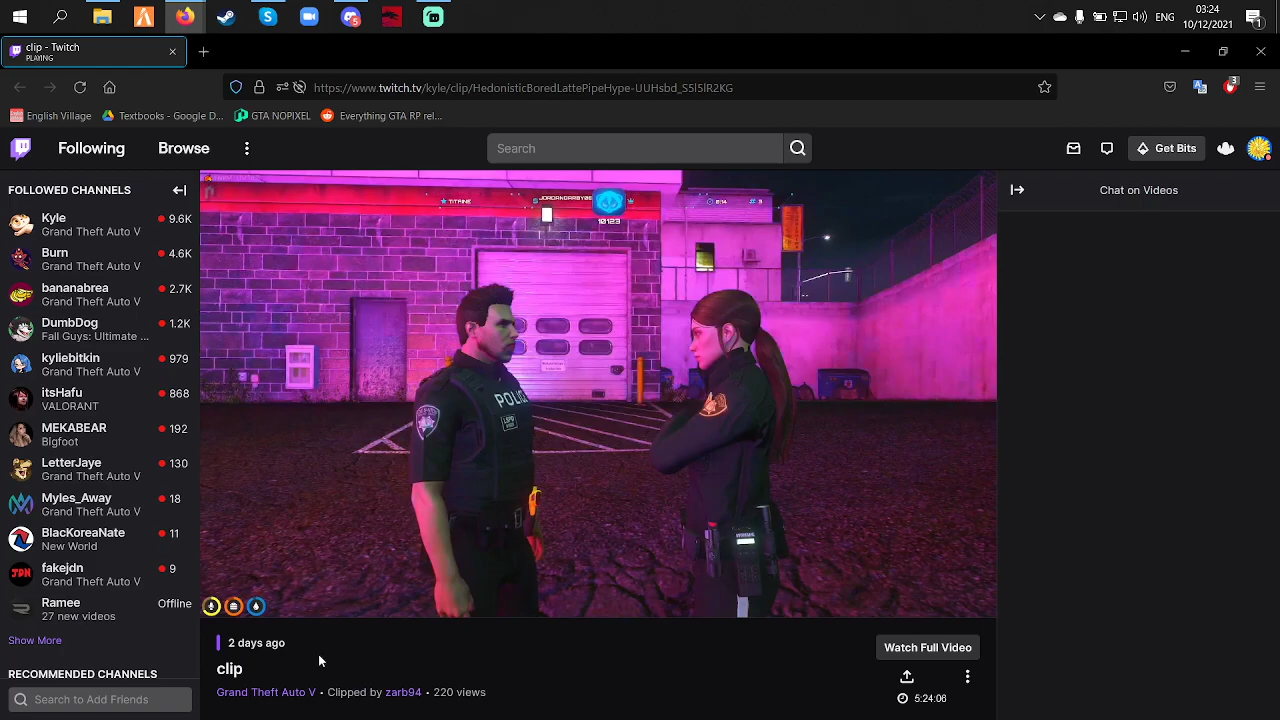 03:24
ENG
10/12/2021
5
1
clip - Twitch
PLAYING
https://www.twitch.tv/kyle/clip/HedonisticBoredLattePipeHype-UUHsbd_S5l5lR2KG
3
English Village
Textbooks - Google D...
GTA NOPIXEL
Everything GTA RP rel...
Following
Browse
Search
Get Bits
FOLLOWED CHANNELS
Kyle
9.6K
Grand Theft Auto V
Burn
4.6K
Grand Theft Auto V
bananabrea
2.7K
Grand Theft Auto V
DumbDog
1.2K
Fall Guys: Ultimate ...
kyliebitkin
979
Grand Theft Auto V
itsHafu
868
VALORANT
MEKABEAR
192
Bigfoot
LetterJaye
130
Grand Theft Auto V
Myles_Away
18
Grand Theft Auto V
BlacKoreaNate
11
New World
fakejdn
9
Grand Theft Auto V
Ramee
Offline
27 new videos
Show More
RECOMMENDED CHANNELS
Search to Add Friends
TITAINE
10123
POLICE
Chat on Videos
2 days ago
clip
Grand Theft Auto V • Clipped by zarb94 • 220 views
Watch Full Video
5:24:06